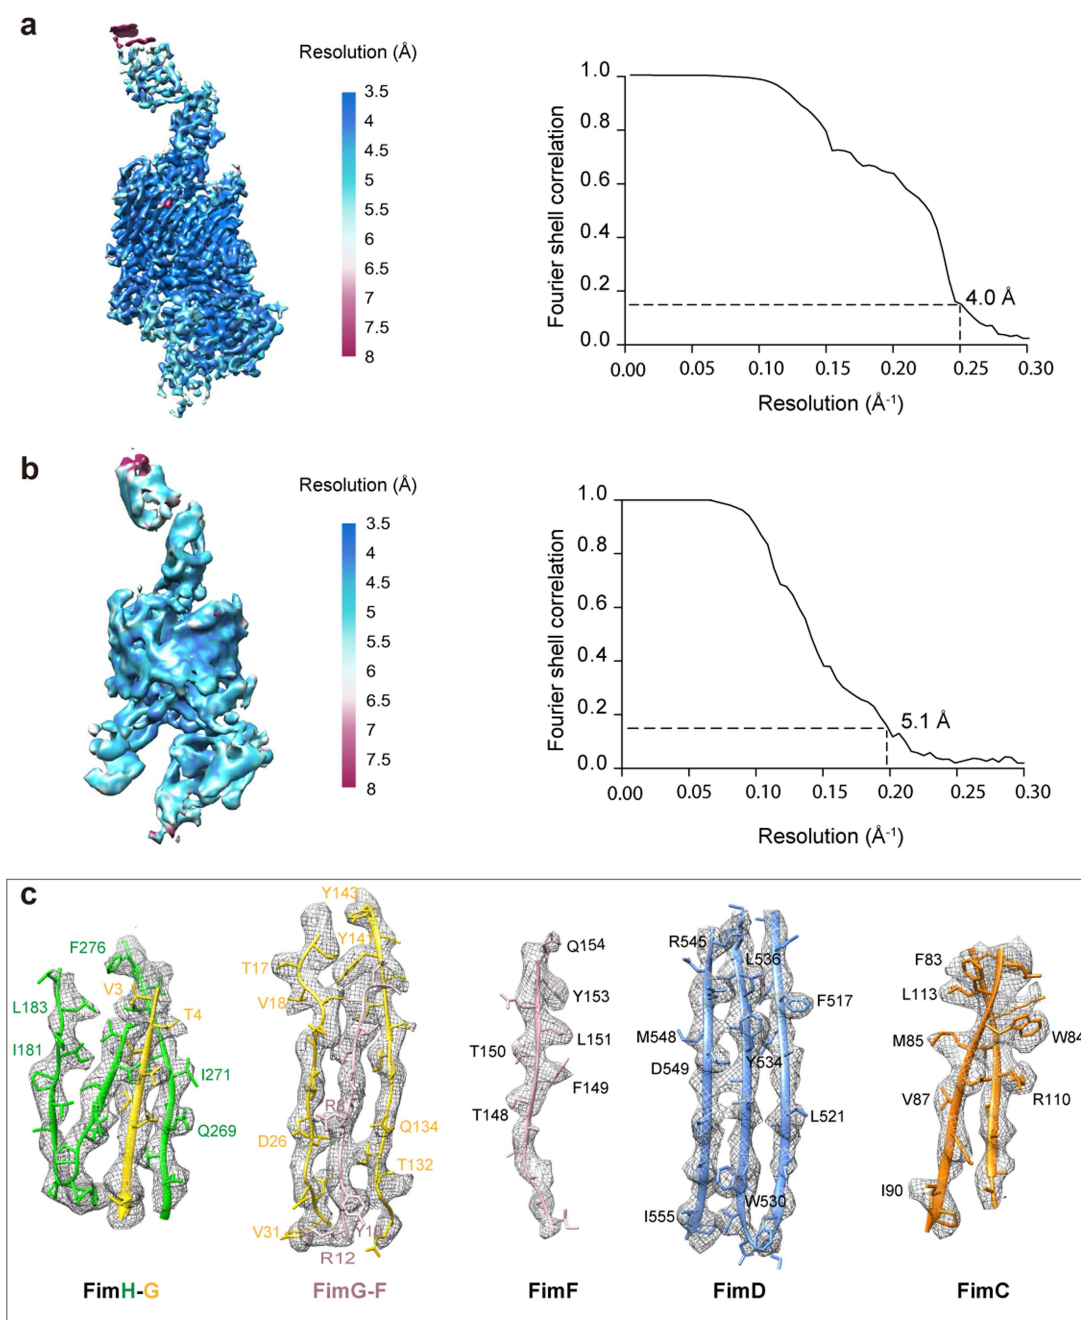 a
Resolution (Å)
3.5
4
4.5
5
5.5
6
6.5
7
7.5
8
Fourier shell correlation
1.0
0.8
0.6
0.4
0.2
0.0
4.0 Å
0.00 0.10 0.15 0.20 0.25 0.30
Resolution (Å-1)
b
Resolution (Å)
3.5
4
4.5
5
5.5
6
6.5
7
7.5
8
Fourier shell correlation
1.0
0.8
0.6
0.4
0.2
0.0
5.1 Å
0.00 0.05 0.10 0.15 0.20 0.25 0.30
Resolution (Å-1)
c
F276
V3
L183
T4
I181
I271
Q269
FimH-G
Y143
Y141
T17
V18
D26
Q134
T132
V31
Y10
R12
FimG-F
Q154
Y153
L151
T150
F149
T148
FimF
R545
L536
F517
M548
Y534
D549
L521
W530
I555
FimD
F83
L113
W84
M85
V87
R110
I90
FimC